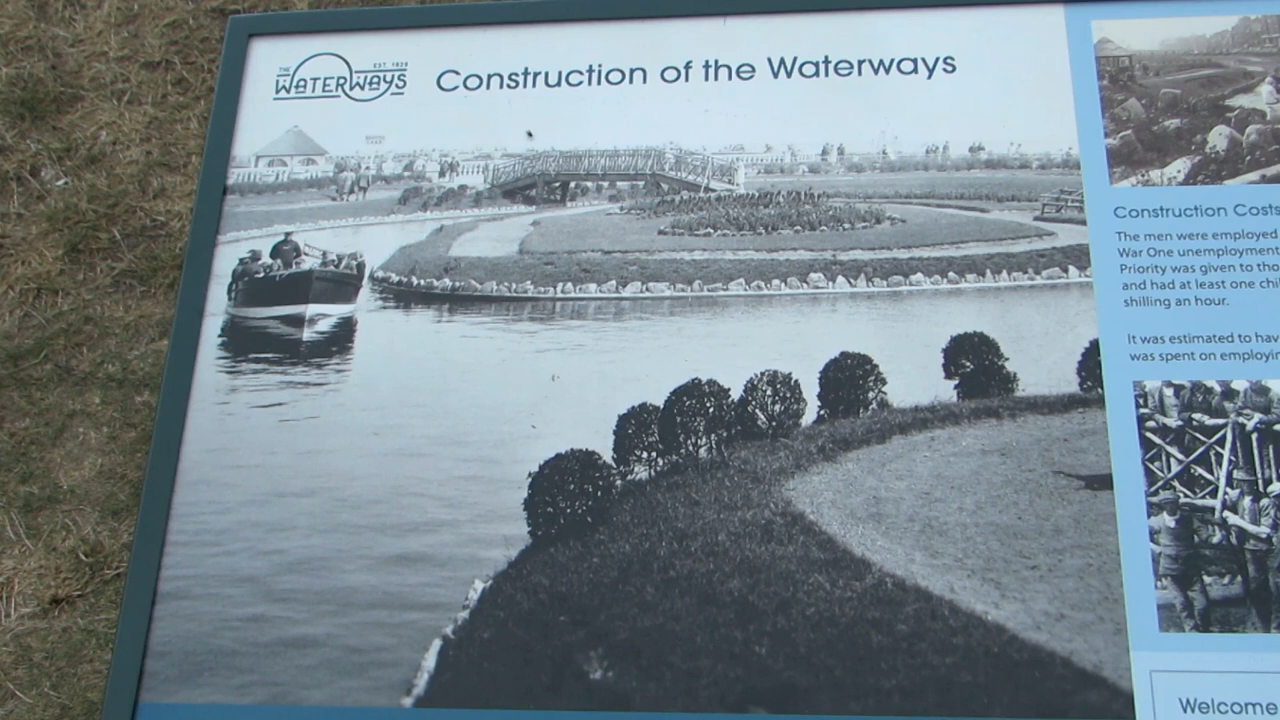 THE
EST. 1928
WATERWAYS
Construction of the Waterways
Construction Costs
The men were employed
War One unemployment
Priority was given to tho
and had at least one chi
shilling an hour.
It was estimated to hav
was spent on employin
Welcome